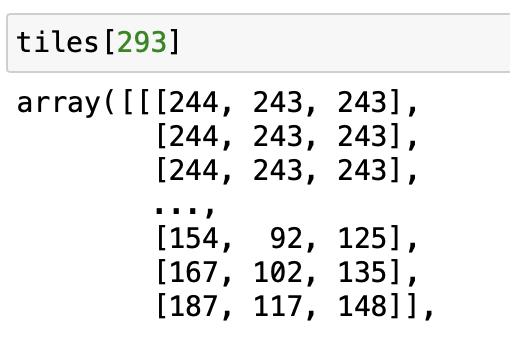 tiles[293]
array([[[244, 243, 243],
[244, 243, 243],
[244, 243, 243],
...,
[154,  92, 125],
[167, 102, 135],
[187, 117, 148]],